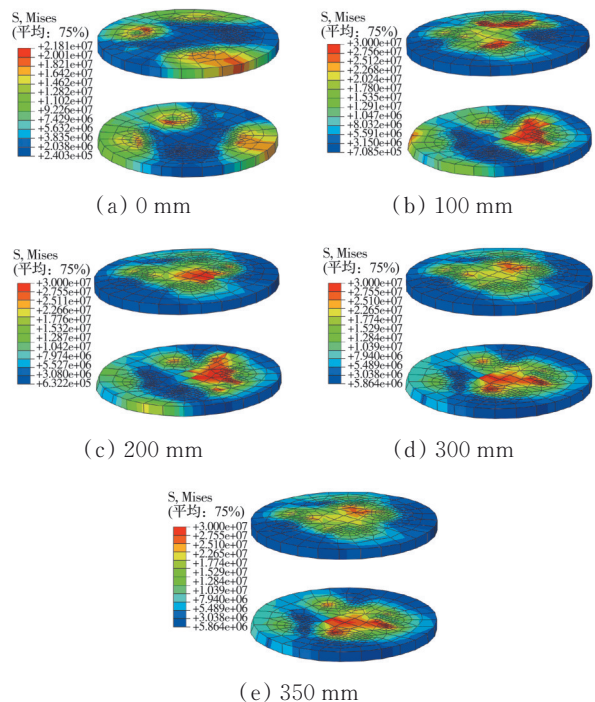 S, Mises
(平均：75%)
+2.181e+07
+2.001e+07
+1.821e+07
+1.642e+07
+1.462e+07
+1.282e+07
+1.102e+07
+9.226e+06
+7.429e+06
+5.632e+06
+3.835e+06
+2.038e+06
+2.403e+05
(a) 0 mm
S, Mises
(平均：75%)
+3.000e+07
+2.756e+07
+2.512e+07
+2.268e+07
+2.024e+07
+1.780e+07
+1.535e+07
+1.291e+07
+1.047e+07
+8.032e+06
+5.591e+06
+3.150e+06
+7.085e+05
(b) 100 mm
S, Mises
(平均：75%)
+3.000e+07
+2.755e+07
+2.511e+07
+2.266e+07
+1.776e+07
+1.532e+07
+1.287e+07
+1.042e+07
+7.974e+06
+5.527e+06
+3.080e+06
+6.322e+05
(c) 200 mm
S, Mises
(平均：75%)
+3.000e+07
+2.755e+07
+2.510e+07
+2.265e+07
+1.774e+07
+1.529e+07
+1.284e+07
+1.039e+07
+7.940e+06
+5.489e+06
+3.038e+06
+5.864e+06
(d) 300 mm
S, Mises
(平均：75%)
+3.000e+07
+2.755e+07
+2.510e+07
+2.265e+07
+1.774e+07
+1.529e+07
+1.284e+07
+1.039e+07
+7.940e+06
+5.489e+06
+3.038e+06
+5.864e+06
(e) 350 mm